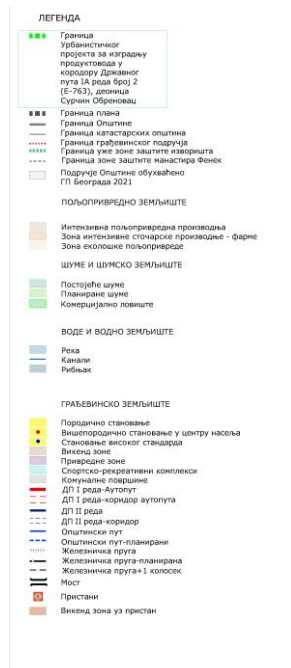 ЛЕГЕНДА
Граница
Урбанистичког
пројекта за изградњу
продуктовода у
коридору Државног
пута IА реда број 2
(Е-763), деоница
Сурчин Обреновац
Граница плана
Граница Општине
Граница катастарских општина
Граница грађевинског подручја
Граница уже зоне заштите изворишта
Граница зоне заштите манастира Фенек
Подручје Општине обухваћено
ГП Београда 2021
ПОЉОПРИВРЕДНО ЗЕМЉИШТЕ
Интензивна пољопривредна производња
Зона интензивне сточарске производње - фарме
Зона еколошке пољопривреде
ШУМЕ И ШУМСКО ЗЕМЉИШТЕ
Постојеће шуме
Планиране шуме
Комерцијално ловиште
ВОДЕ И ВОДНО ЗЕМЉИШТЕ
Река
Канали
Рибњак
ГРАЂЕВИНСКО ЗЕМЉИШТЕ
Породично становање
Вишепородично становање у центру насеља
Становање високог стандарда
Викенд зоне
Привредне зоне
Спортско-рекреативни комплекси
Комуналне површине
ДП I реда-Аутопут
ДП I реда-коридор аутопута
ДП II реда
ДП II реда-коридор
Општински пут
Општински пут-планирани
Железничка пруга
Железничка пруга-планирана
Железничка пруга+1 колосек
Мост
Пристани
Викенд зона уз пристан